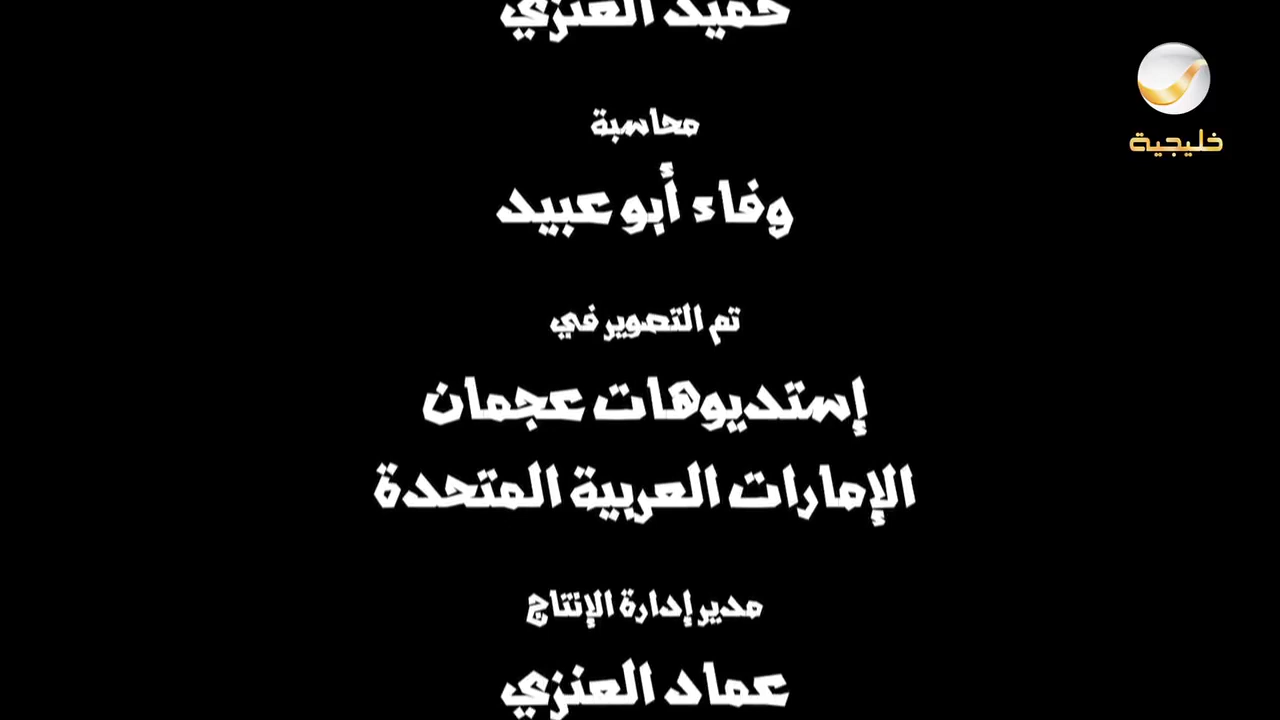 حميد العنزي
خليجية
محاسبة
وفاء أبو عبيد
تم التصوير في
إستديوهات عجمان
الإمارات العربية المتحدة
مدير إدارة الإنتاج
عماد العنزي